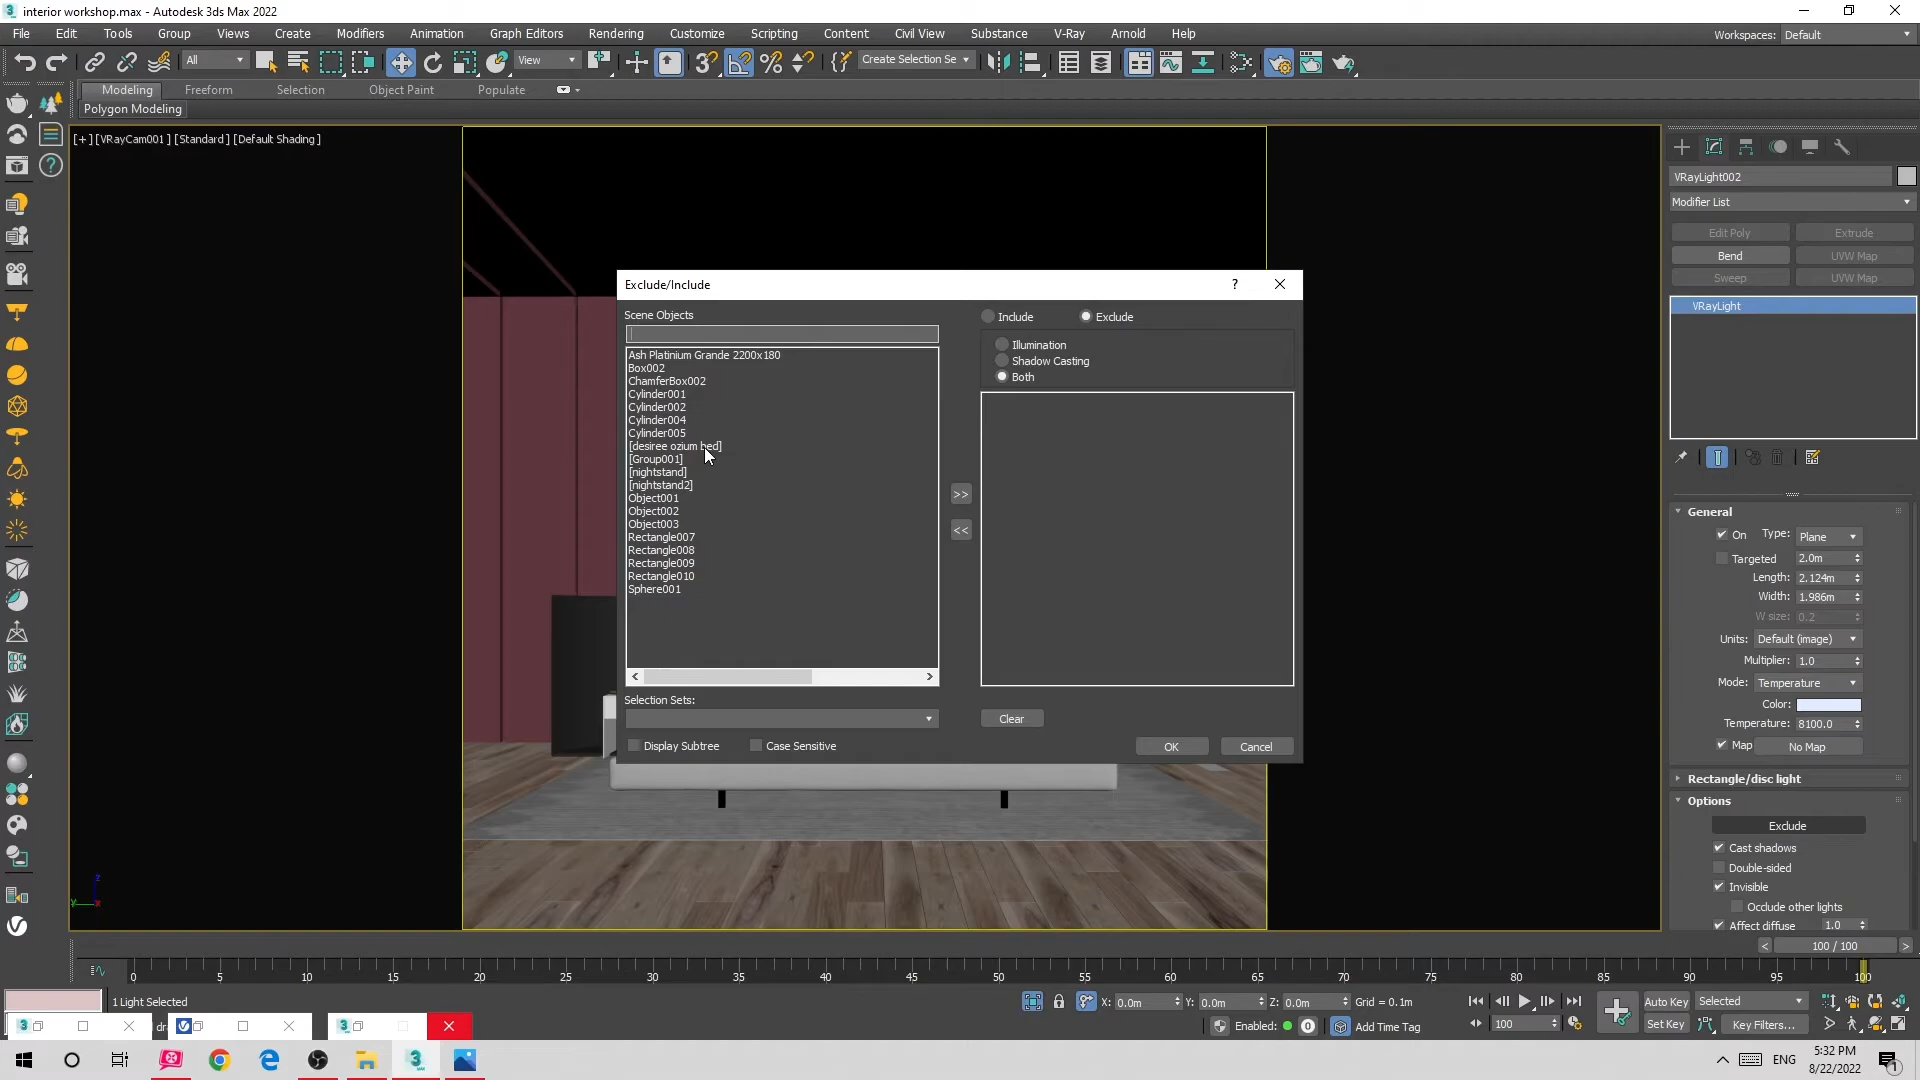 interior workshop.max - Autodesk 3ds Max 2022
File Edit Tools Group Views Create Modifiers Animation Graph Editors Rendering Customize Scripting Content Civil View Substance V-Ray Arnold Help
Workspaces: Default
All
View
Create Selection Se
Modeling Freeform Selection Object Paint Populate
Polygon Modeling
[+] [VRayCam001] [Standard] [Default Shading]
VRayLight002
Modifier List
Edit Poly Extrude
Bend UVW Map
Sweep UVW Map
VRayLight
Exclude/Include
?
Scene Objects
Include Exclude
Illumination
Shadow Casting
Both
Ash Platinium Grande 2200x180
Box002
ChamferBox002
Cylinder001
Cylinder002
Cylinder004
Cylinder005
[desiree ozium bed]
[Group001]
[nightstand]
[nightstand2]
Object001
Object002
Object003
Rectangle007
Rectangle008
Rectangle009
Rectangle010
Sphere001
>>
<<
Selection Sets:
Clear
Display Subtree Case Sensitive
OK Cancel
General
On Type: Plane
Targeted 2.0m
Length: 2.124m
Width: 1.986m
W size: 0.2
Units: Default (image)
Multiplier: 1.0
Mode: Temperature
Color:
Temperature: 8100.0
Map No Map
Rectangle/disc light
Options
Exclude
Cast shadows
Double-sided
Invisible
Occlude other lights
Affect diffuse 1.0
< 100 / 100 >
z
y x
0 5 10 15 20 25 30 35 40 45 50 55 60 65 70 75 80 85 90 95 100
1 Light Selected
X: 0.0m Y: 0.0m Z: 0.0m Grid = 0.1m
Enabled: 0 Add Time Tag
100
Auto Key Selected
Set Key Key Filters...
ENG
5:32 PM
8/22/2022
1